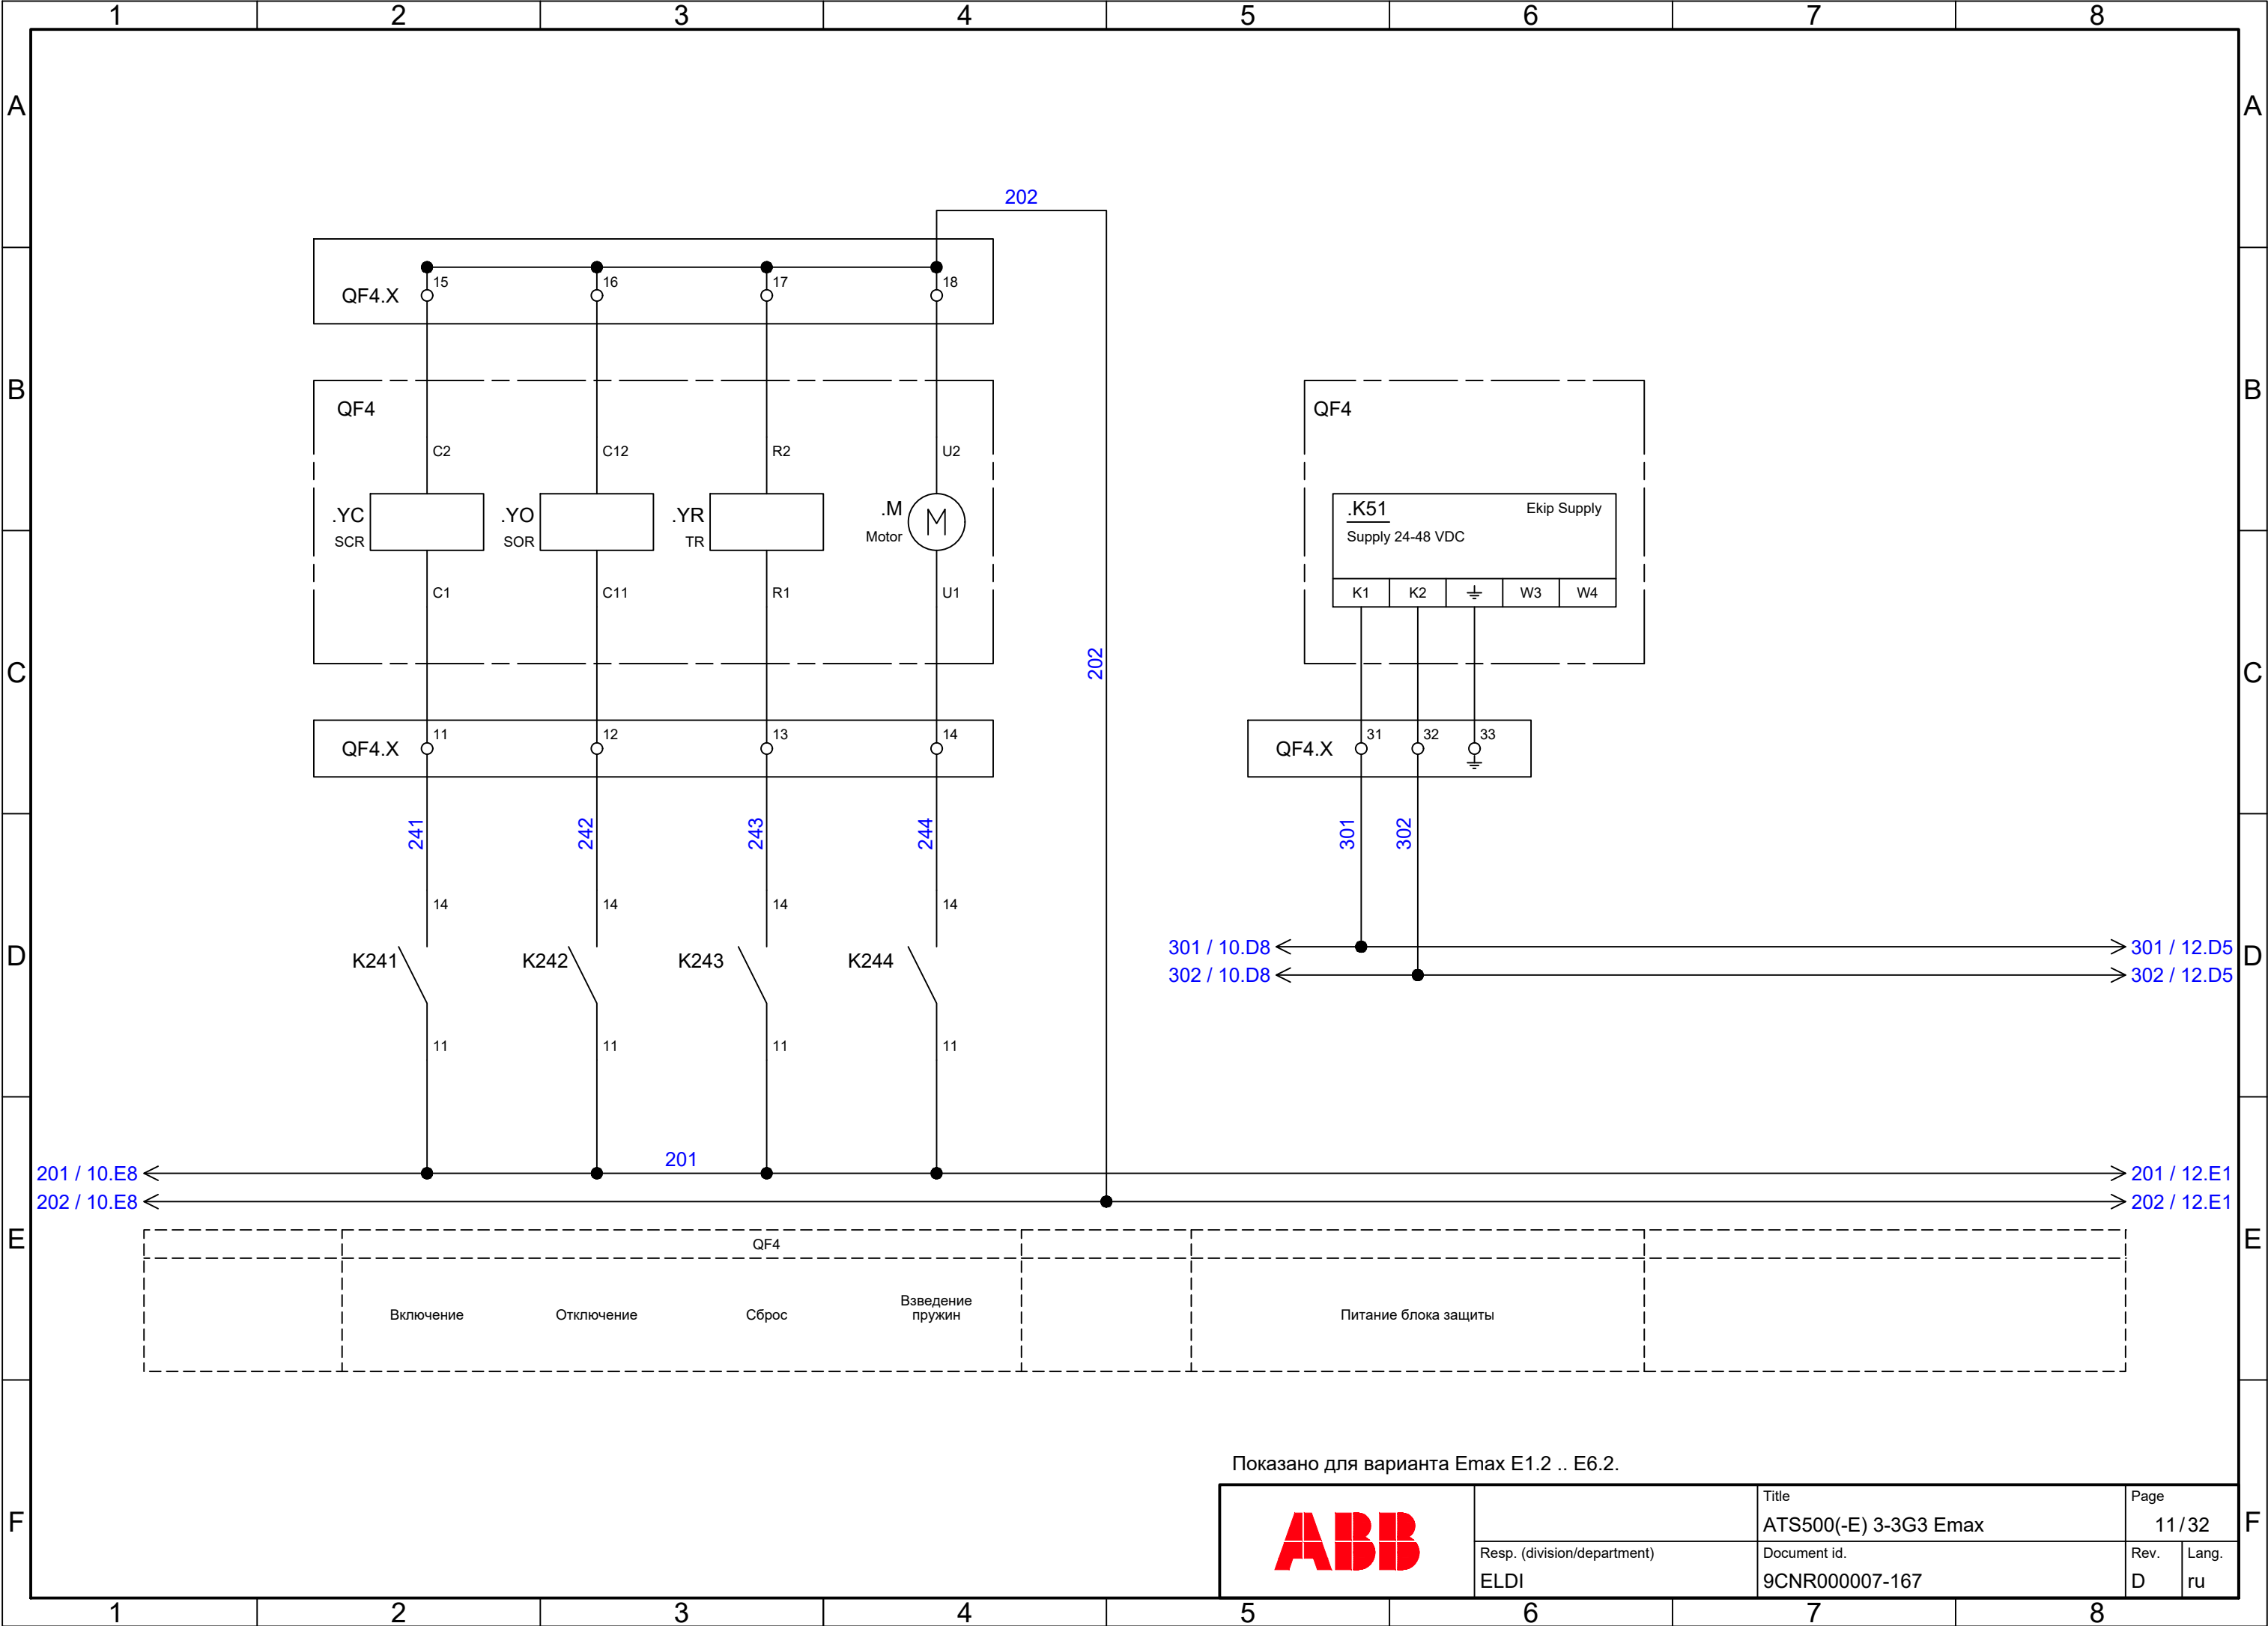 1 2 3 4 5 6 7 8
A A
202
15 16 17 18
QF4.X
B B
QF4 QF4
C2 C12 R2 U2
.YC .YO .YR .M M
SCR SOR TR Motor
.K51 Ekip Supply
Supply 24-48 VDC
C1 C11 R1 U1
K1 K2 W3 W4
202
C C
11 12 13 14
QF4.X
31 32 33
QF4.X
241 242 243 244
301 302
14 14 14 14
K241 K242 K243 K244
301 / 10.D8 301 / 12.D5
D D
302 / 10.D8 302 / 12.D5
11 11 11 11
201
201 / 10.E8 201 / 12.E1
202 / 10.E8 202 / 12.E1
E E
QF4
Включение Отключение Сброс Взведение
пружин
Питание блока защиты
Показано для варианта Emax E1.2 .. E6.2.
F F
ABB
Title
ATS500(-E) 3-3G3 Emax
Page
11/32
Resp. (division/department)
ELDI
Document id.
9CNR000007-167
Rev.
D
Lang.
ru
1 2 3 4 5 6 7 8